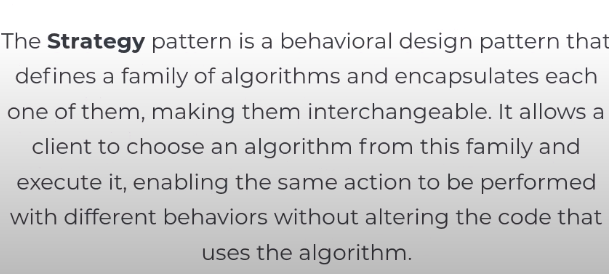 The Strategy pattern is a behavioral design pattern that
defines a family of algorithms and encapsulates each
one of them, making them interchangeable. It allows a
client to choose an algorithm from this family and
execute it, enabling the same action to be performed
with different behaviors without altering the code that
uses the algorithm.